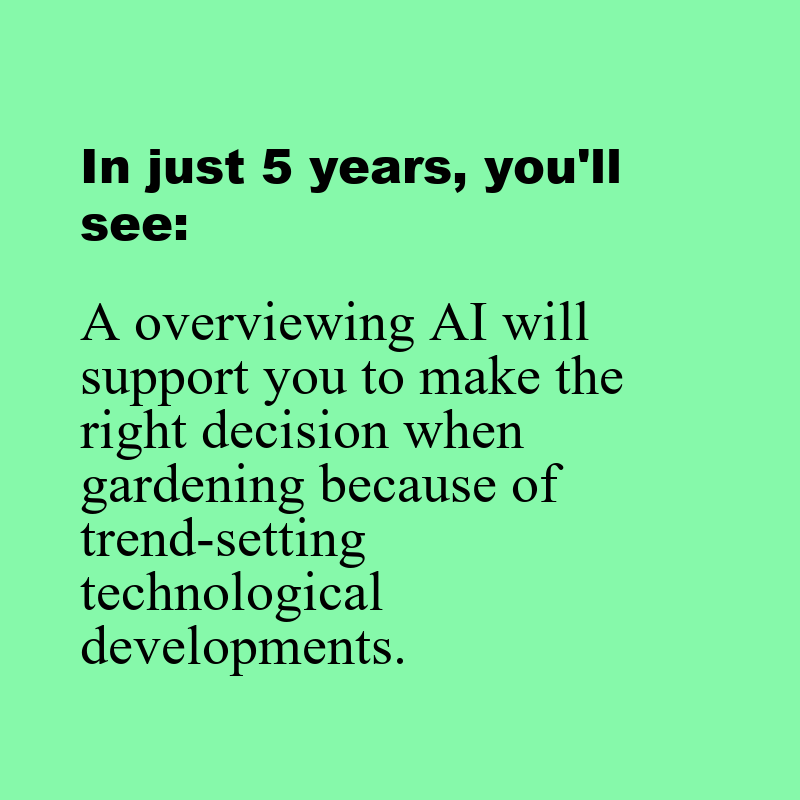 In just 5 years, you'll
see:
A overviewing AI will
support you to make the
right decision when
gardening because of
trend-setting
technological
developments.